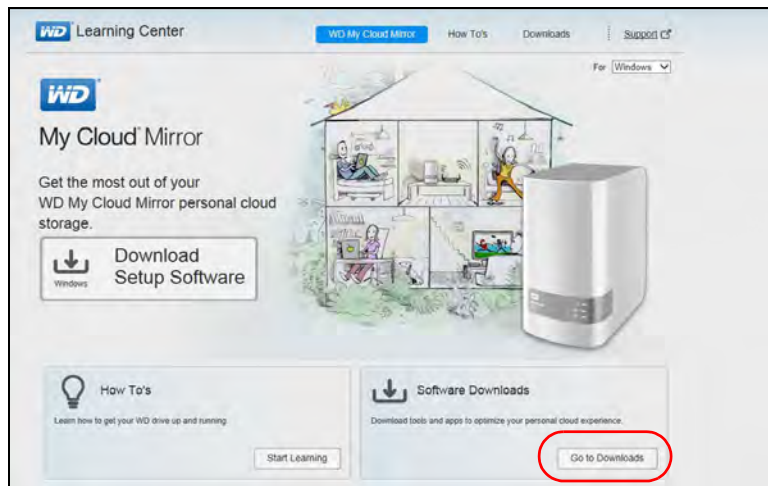 WD Learning Center
WD My Cloud Mirror How To's Downloads Support
For Windows
WD
My Cloud Mirror
Get the most out of your
WD My Cloud Mirror personal cloud
storage.
Download
Setup Software
Windows
How To's
Learn how to get your WD drive up and running
Start Learning
Software Downloads
Download tools and apps to optimize your personal cloud experience.
Go to Downloads